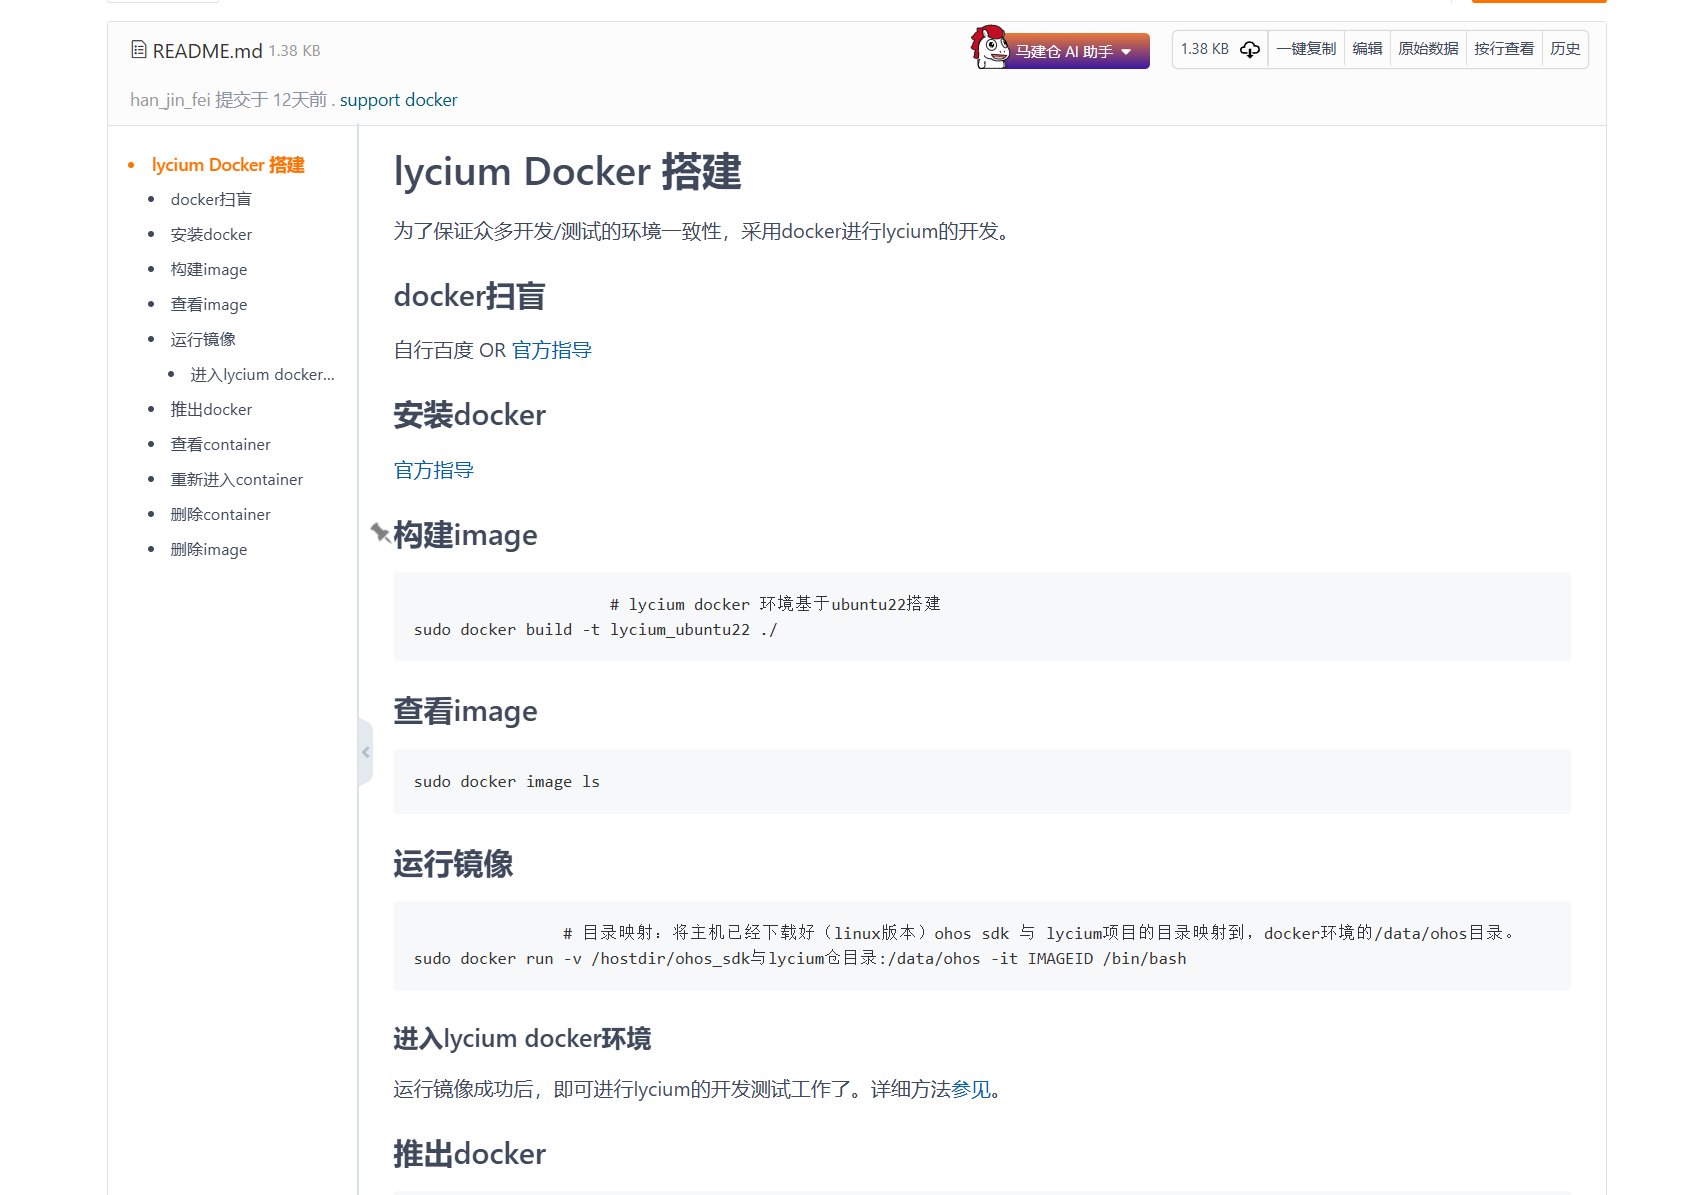 README.md 1.38 KB
马建仓 AI 助手
1.38 KB 一键复制 编辑 原始数据 按行查看 历史
han_jin_fei 提交于 12天前 . support docker
lycium Docker 搭建
docker扫盲
安装docker
构建image
查看image
运行镜像
进入lycium docker...
推出docker
查看container
重新进入container
删除container
删除image
lycium Docker 搭建
为了保证众多开发/测试的环境一致性，采用docker进行lycium的开发。
docker扫盲
自行百度 OR 官方指导
安装docker
官方指导
构建image
# lycium docker 环境基于ubuntu22搭建
sudo docker build -t lycium_ubuntu22 ./
查看image
sudo docker image ls
运行镜像
# 目录映射：将主机已经下载好（linux版本）ohos sdk 与 lycium项目的目录映射到，docker环境的/data/ohos目录。
sudo docker run -v /hostdir/ohos_sdk与lycium仓目录:/data/ohos -it IMAGEID /bin/bash
进入lycium docker环境
运行镜像成功后，即可进行lycium的开发测试工作了。详细方法参见。
推出docker